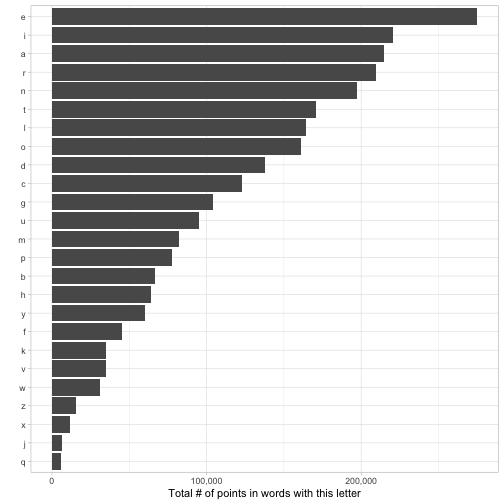 e
i
a
r
n
t
l
o
d
c
g
u
m
p
b
h
y
f
k
v
w
z
x
j
q
0 100,000 200,000
Total # of points in words with this letter